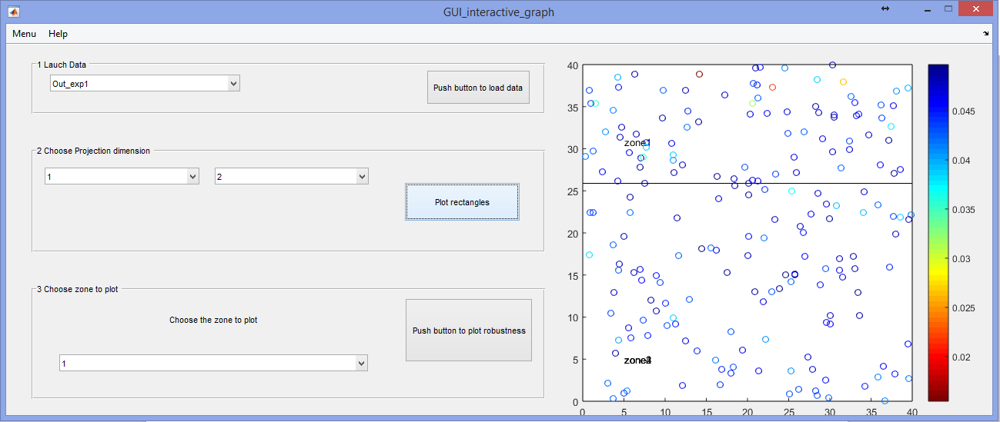 GUI_interactive_graph
Menu Help
1 Lauch Data
Out_exp1
Push button to load data
2 Choose Projection dimension
1
2
Plot rectangles
3 Choose zone to plot
Choose the zone to plot
Push button to plot robustness
1
40
35
30
25
20
15
10
5
0
zone1
0 5 10 15 20 25 30 35 40
0.045
0.04
0.035
0.03
0.025
0.02